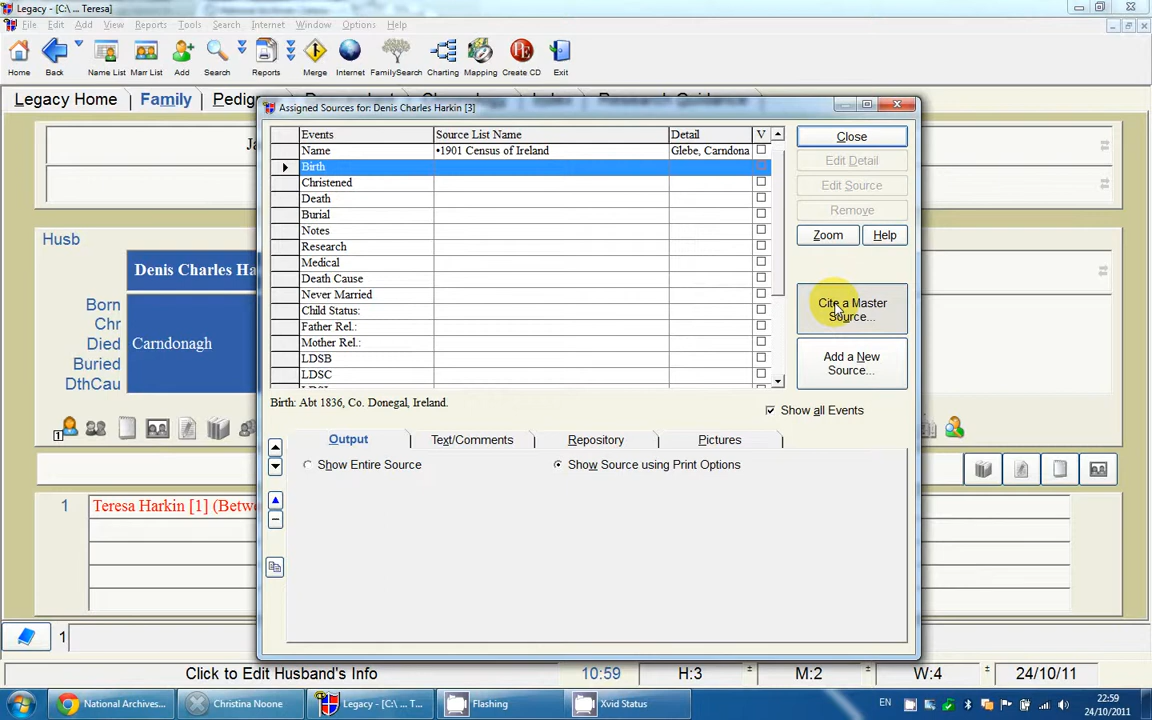 Legacy - [C:\ ... Teresa]
File Edit Add View Reports Tools Search Internet Window Options Help
Home Back Name List Marr List Add Search Reports Merge Internet FamilySearch Charting Mapping Create CD Exit
Legacy Home Family
Assigned Sources for: Denis Charles Harkin [3]
Events Source List Name Detail V
Name •1901 Census of Ireland Glebe, Carndona
Birth
Christened
Death
Burial
Notes
Research
Medical
Death Cause
Never Married
Child Status:
Father Rel.:
Mother Rel.:
LDSB
LDSC
Close
Edit Detail
Edit Source
Remove
Zoom Help
Cite a Master
Source...
Add a New
Source...
Birth: Abt 1836, Co. Donegal, Ireland.
Show all Events
Output Text/Comments Repository Pictures
Show Entire Source Show Source using Print Options
Husb
Denis Charles Ha
Born
Chr
Died Carndonagh
Buried
DthCau
1
1 Teresa Harkin [1] (Betw
1
Click to Edit Husband's Info 10:59 H:3 M:2 W:4 24/10/11
National Archives... Christina Noone Legacy - [C:\ ... T... Flashing Xvid Status EN 22:59
24/10/2011